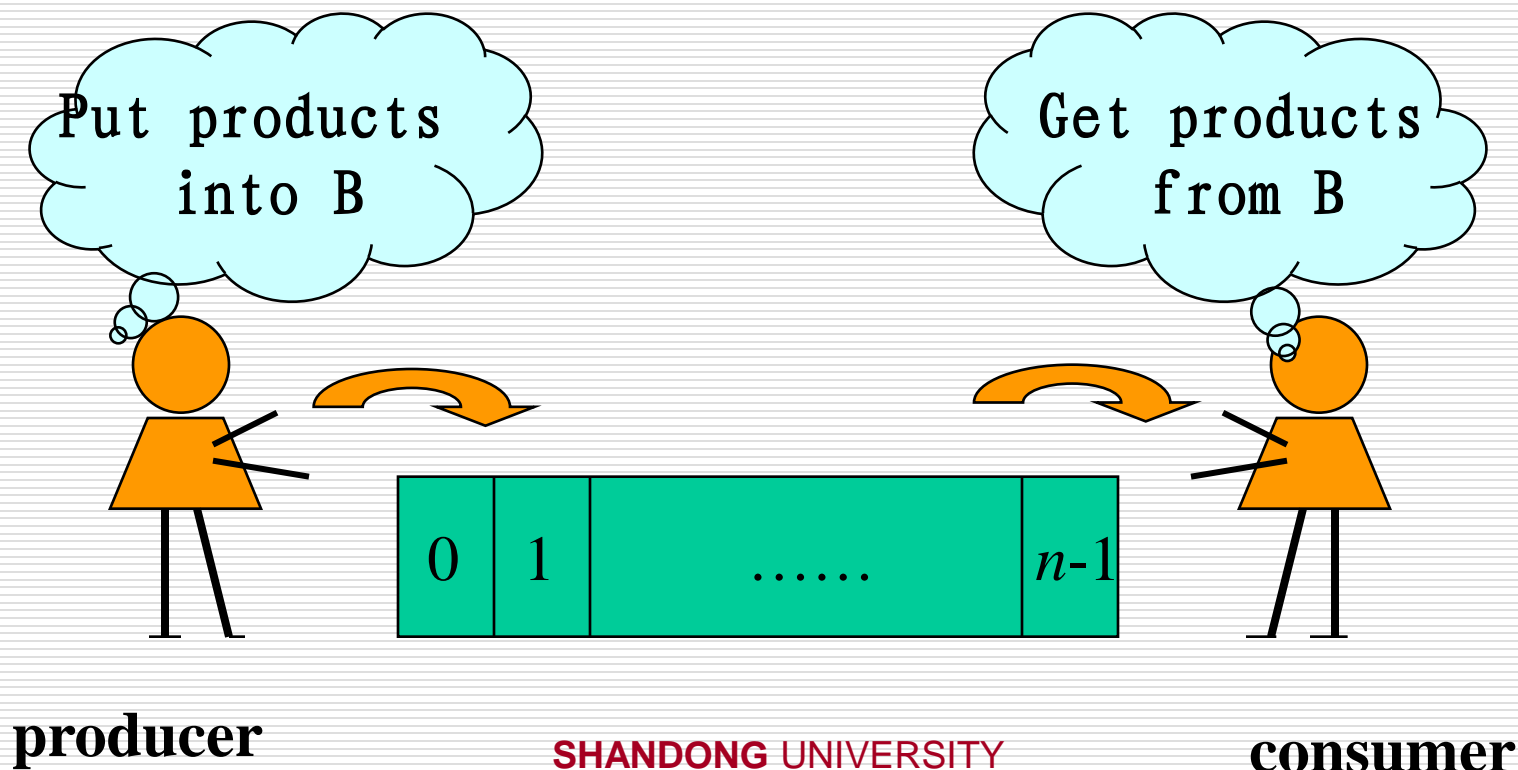 Put products
into B
Get products
from B
0 1 ...... n-1
producer
SHANDONG UNIVERSITY
consumer